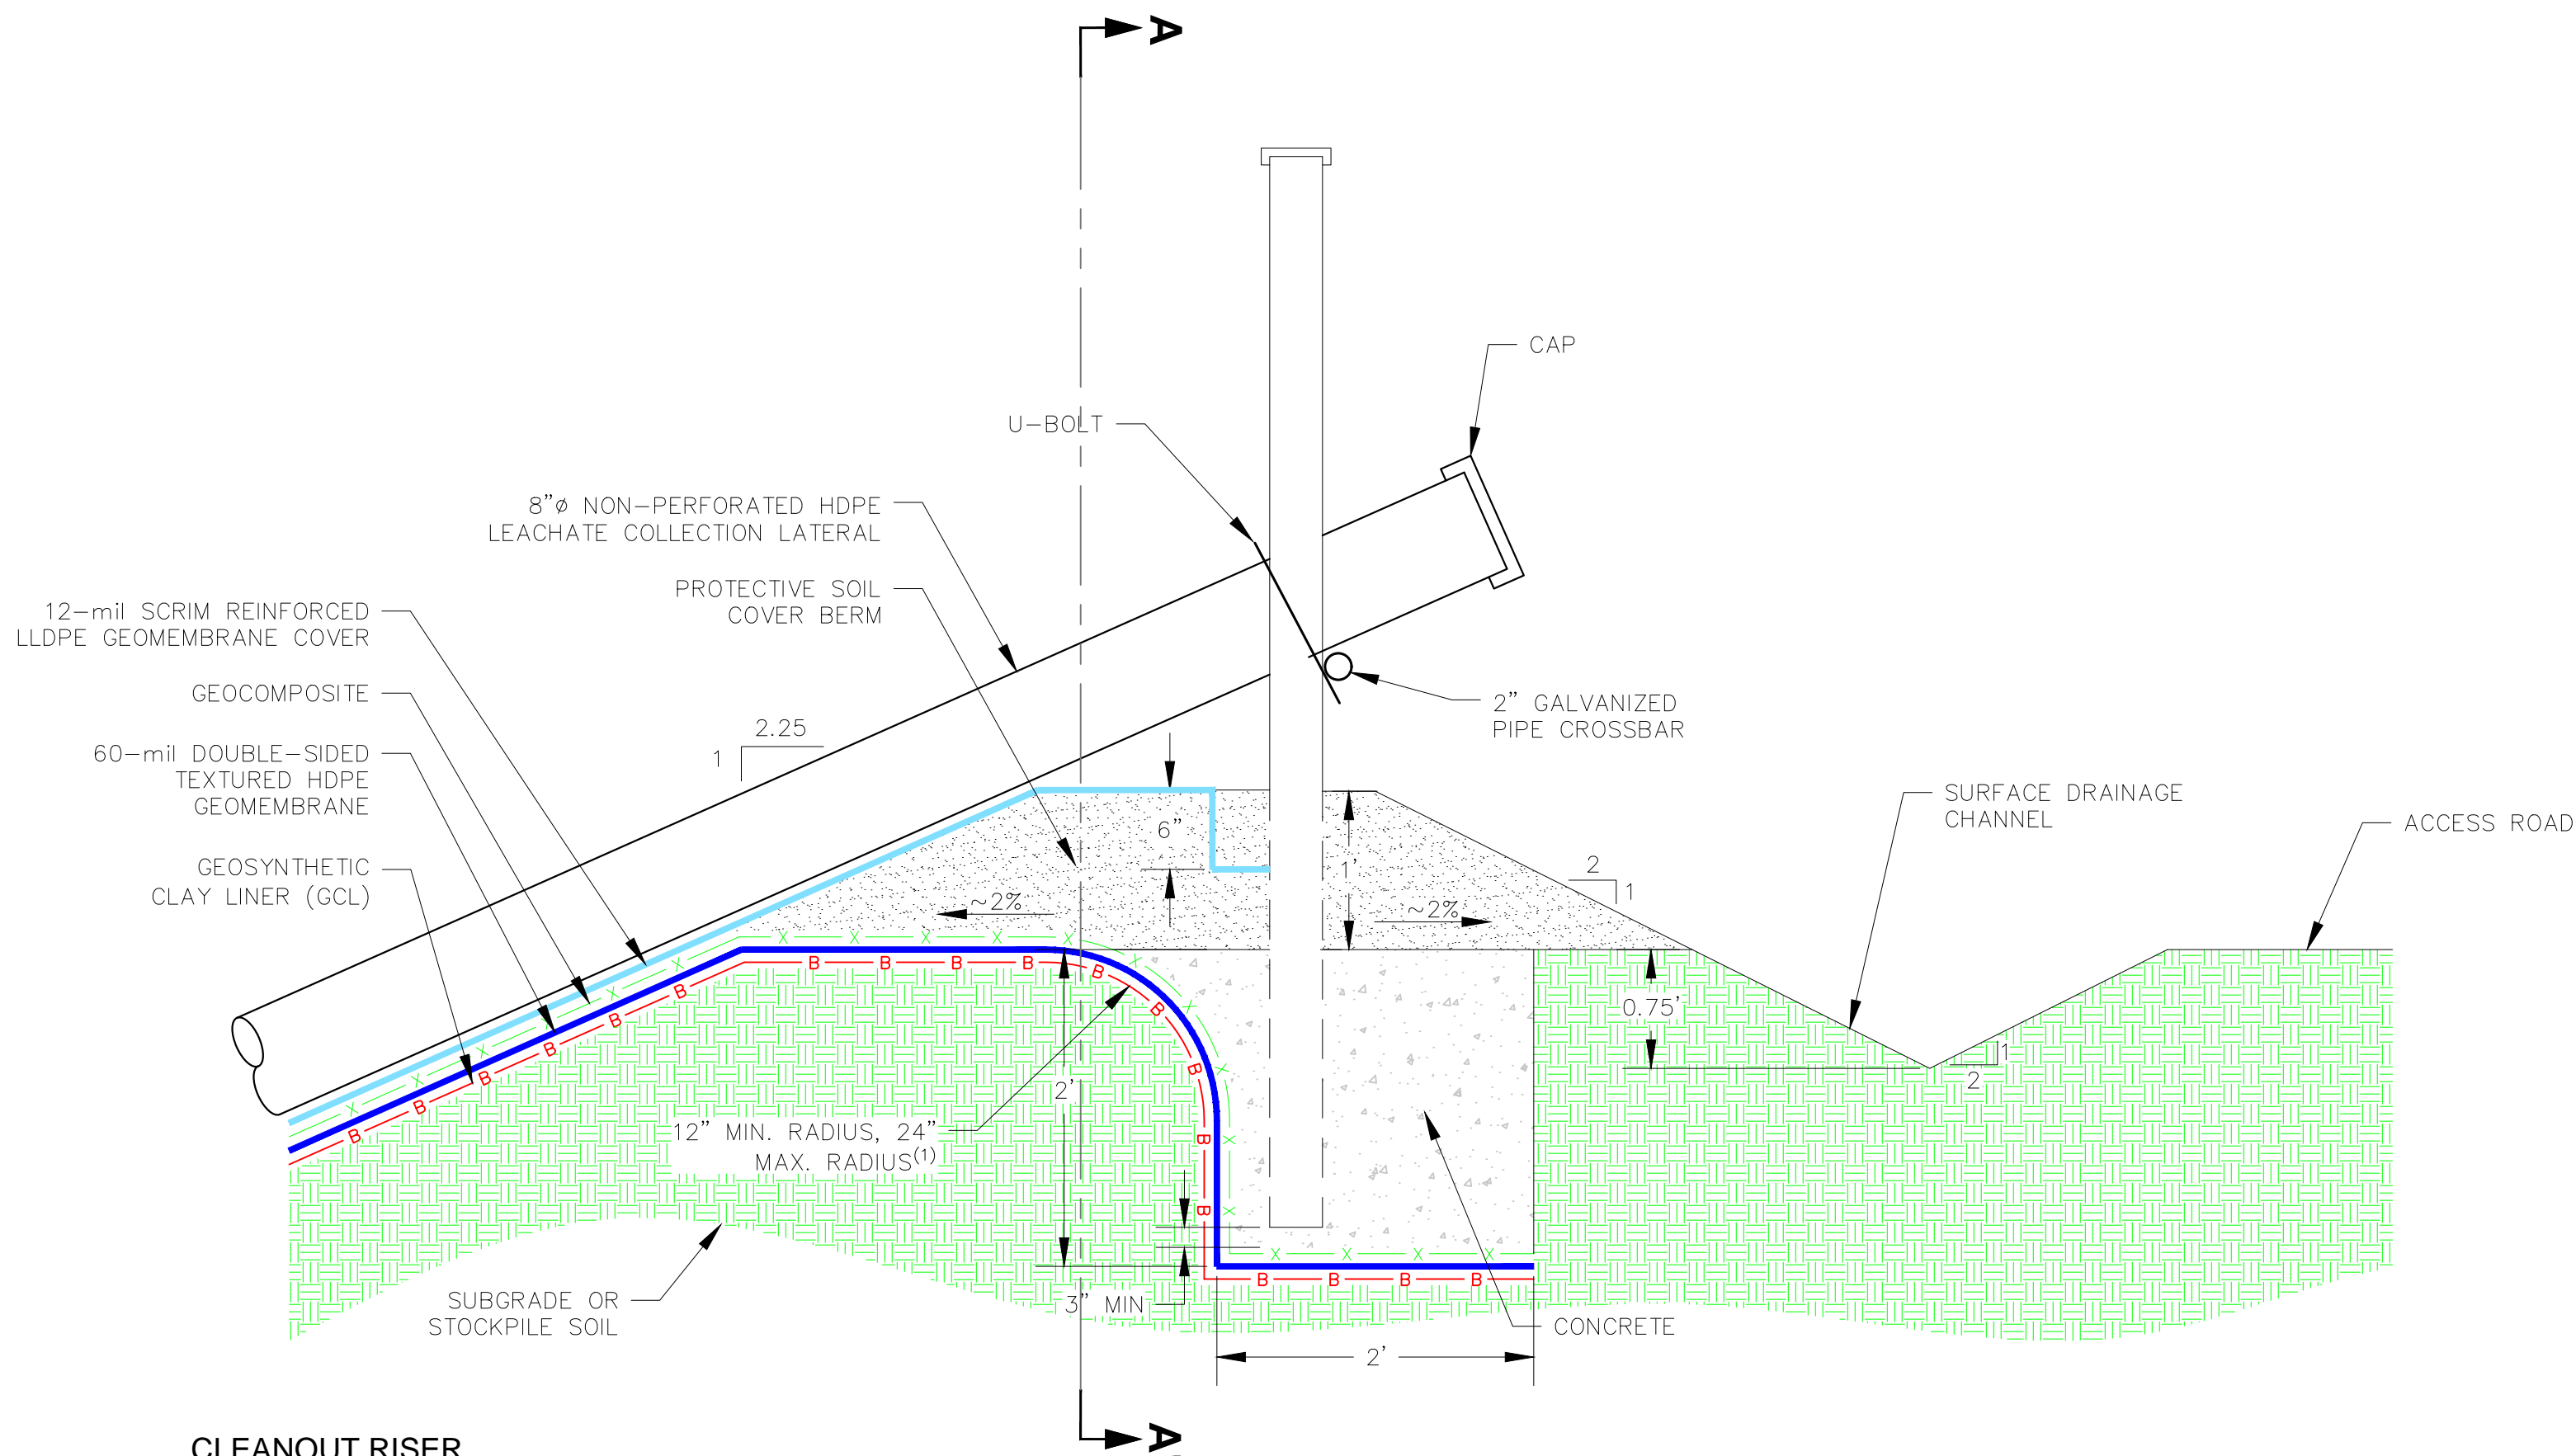 A
CAP
U-BOLT
8"ø NON-PERFORATED HDPE
LEACHATE COLLECTION LATERAL
PROTECTIVE SOIL
COVER BERM
12-mil SCRIM REINFORCED
LLDPE GEOMEMBRANE COVER
GEOCOMPOSITE
60-mil DOUBLE-SIDED
TEXTURED HDPE
GEOMEMBRANE
GEOSYNTHETIC
CLAY LINER (GCL)
2.25
1
2" GALVANIZED
PIPE CROSSBAR
SURFACE DRAINAGE
CHANNEL
ACCESS ROAD
6"
1'
2
1
~2%
~2%
X X X X X X X X X X X X X X X X X X X X
B B B B B B B B B B B B B B B B B B B
0.75'
1
2
2'
12" MIN. RADIUS, 24"
MAX. RADIUS(1)
3" MIN
SUBGRADE OR
STOCKPILE SOIL
CONCRETE
2'
A
CLEANOUT RISER